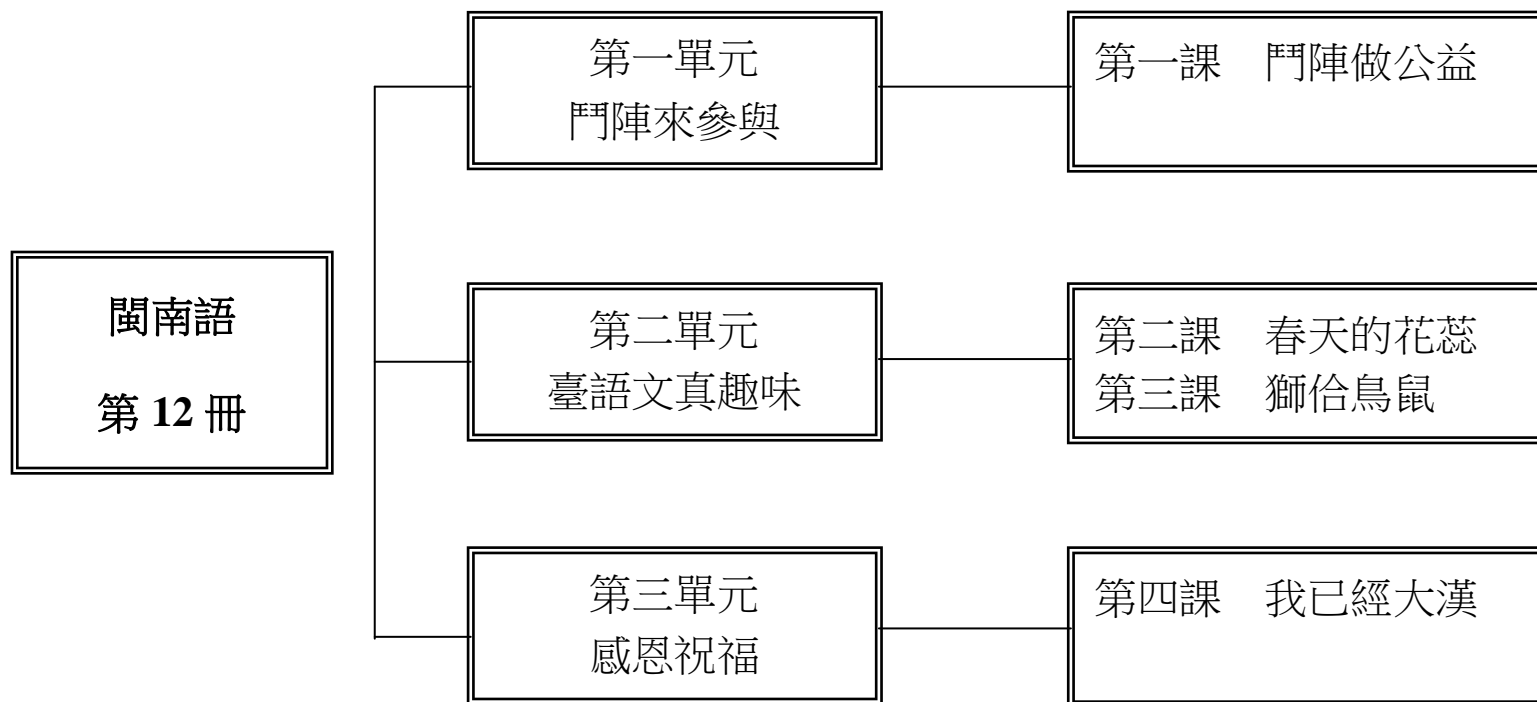 閩南語
第 12 冊
第一單元
鬥陣來參與
第一課　鬥陣做公益
第二單元
臺語文真趣味
第二課　春天的花蕊
第三課　獅佮鳥鼠
第三單元
感恩祝福
第四課　我已經大漢